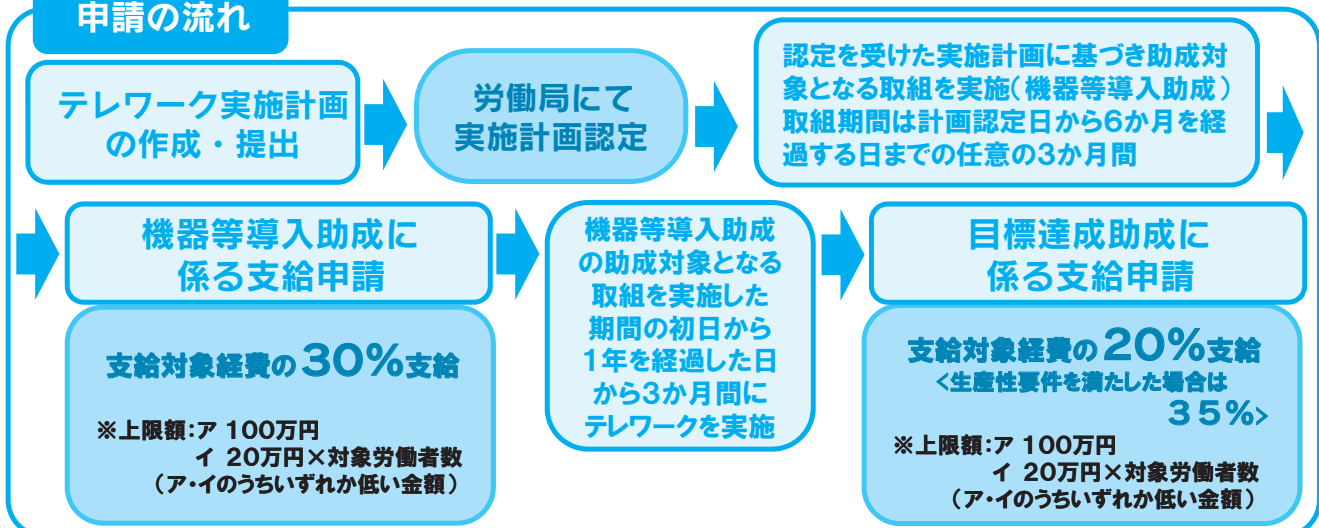 申請の流れ
テレワーク実施計画
の作成・提出
労働局にて
実施計画認定
認定を受けた実施計画に基づき助成対
象となる取組を実施(機器等導入助成)
取組期間は計画認定日から6か月を経
過する日までの任意の3か月間
機器等導入助成に
係る支給申請
支給対象経費の30%支給
※上限額:ア 100万円
イ 20万円×対象労働者数
(ア・イのうちいずれか低い金額)
機器等導入助成
の助成対象となる
取組を実施した
期間の初日から
1年を経過した日
から3か月間に
テレワークを実施
目標達成助成に
係る支給申請
支給対象経費の20%支給
<生産性要件を満たした場合は
35%>
※上限額:ア 100万円
イ 20万円×対象労働者数
(ア・イのうちいずれか低い金額)